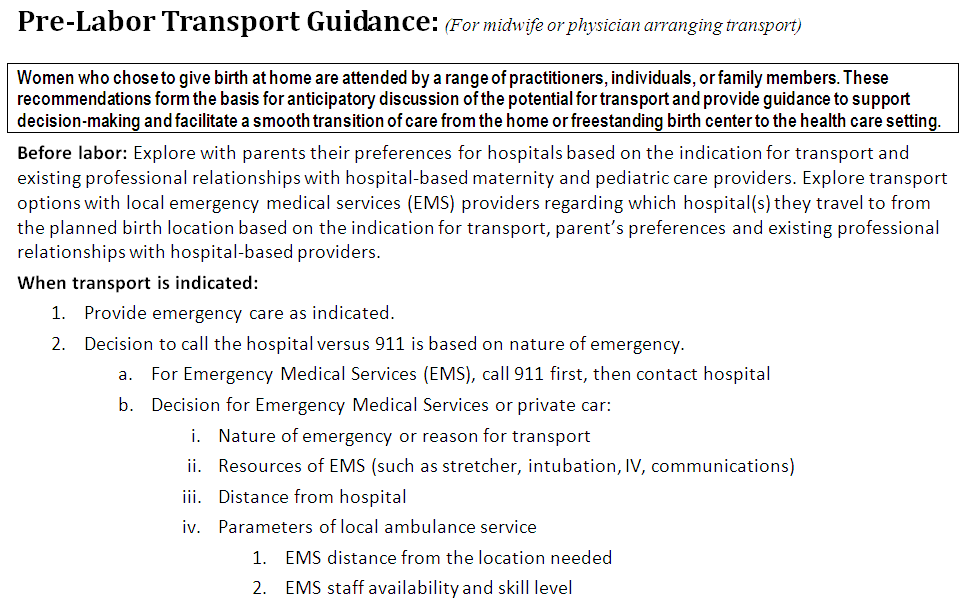 Pre-Labor Transport Guidance: (For midwife or physician arranging transport)
Women who chose to give birth at home are attended by a range of practitioners, individuals, or family members. These
recommendations form the basis for anticipatory discussion of the potential for transport and provide guidance to support
decision-making and facilitate a smooth transition of care from the home or freestanding birth center to the health care setting.
Before labor: Explore with parents their preferences for hospitals based on the indication for transport and
existing professional relationships with hospital-based maternity and pediatric care providers. Explore transport
options with local emergency medical services (EMS) providers regarding which hospital(s) they travel to from
the planned birth location based on the indication for transport, parent's preferences and existing professional
relationships with hospital-based providers.
When transport is indicated:
1. Provide emergency care as indicated.
2. Decision to call the hospital versus 911 is based on nature of emergency.
a. For Emergency Medical Services (EMS), call 911 first, then contact hospital
b. Decision for Emergency Medical Services or private car:
i. Nature of emergency or reason for transport
ii. Resources of EMS (such as stretcher, intubation, IV, communications)
iii. Distance from hospital
iv. Parameters of local ambulance service
1. EMS distance from the location needed
2. EMS staff availability and skill level